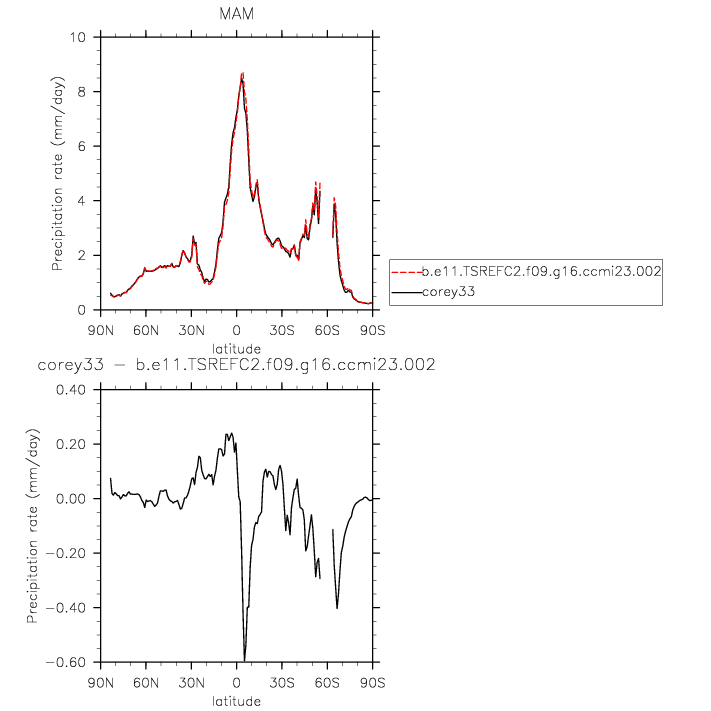 MAM
10
8
6
4
2
0
Precipitation rate (mm/day)
90N 60N 30N 0 30S 60S 90S
latitude
b.e11.TSREFC2.f09.g16.ccmi23.002
corey33
corey33 − b.e11.TSREFC2.f09.g16.ccmi23.002
0.40
0.20
0.00
−0.20
−0.40
−0.60
Precipitation rate (mm/day)
90N 60N 30N 0 30S 60S 90S
latitude